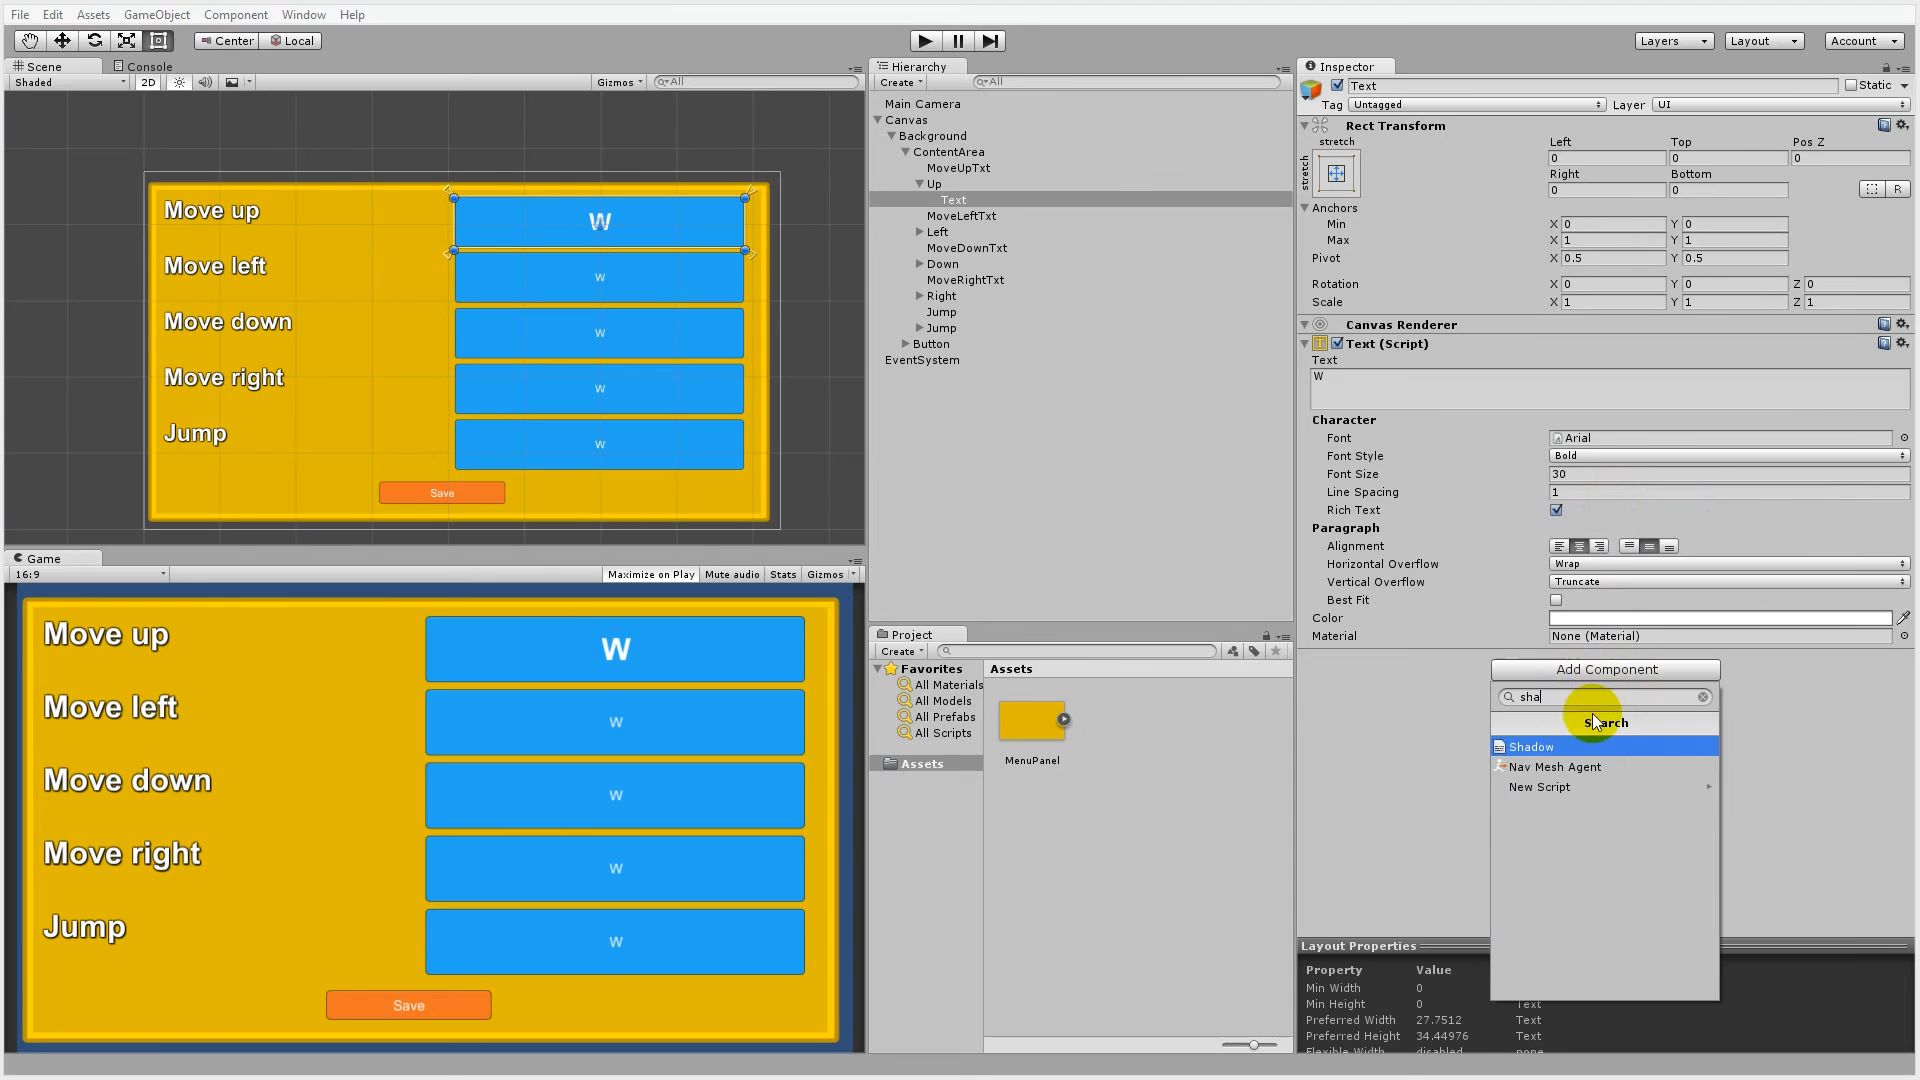 File Edit Assets GameObject Component Window Help
Center Local Layers Layout Account
Scene Console
Shaded 2D Gizmos All
Move up W
Move left W
Move down W
Move right W
Jump W
Save
Game
16:9 Maximize on Play Mute audio Stats Gizmos
Move up W
Move left W
Move down W
Move right W
Jump W
Save
Hierarchy
Create All
Main Camera
Canvas
Background
ContentArea
MoveUpTxt
Up
Text
MoveLeftTxt
Left
MoveDownTxt
Down
MoveRightTxt
Right
Jump
Jump
Button
EventSystem
Project
Create
Favorites
All Materials
All Models
All Prefabs
All Scripts
Assets
Assets
MenuPanel
Inspector
Text Static
Tag Untagged Layer UI
Rect Transform
stretch Left Top Pos Z
stretch 0 0 0
Right Bottom
0 0 R
Anchors
Min X 0 Y 0
Max X 1 Y 1
Pivot X 0.5 Y 0.5
Rotation X 0 Y 0 Z 0
Scale X 1 Y 1 Z 1
Canvas Renderer
Text (Script)
Text
W
Character
Font Arial
Font Style Bold
Font Size 30
Line Spacing 1
Rich Text
Paragraph
Alignment
Horizontal Overflow Wrap
Vertical Overflow Truncate
Best Fit
Color
Material None (Material)
Add Component
sha
Search
Shadow
Nav Mesh Agent
New Script
Layout Properties
Property Value
Min Width 0
Min Height 0 Text
Preferred Width 27.7512 Text
Preferred Height 34.44976 Text
Flexible Width disabled none